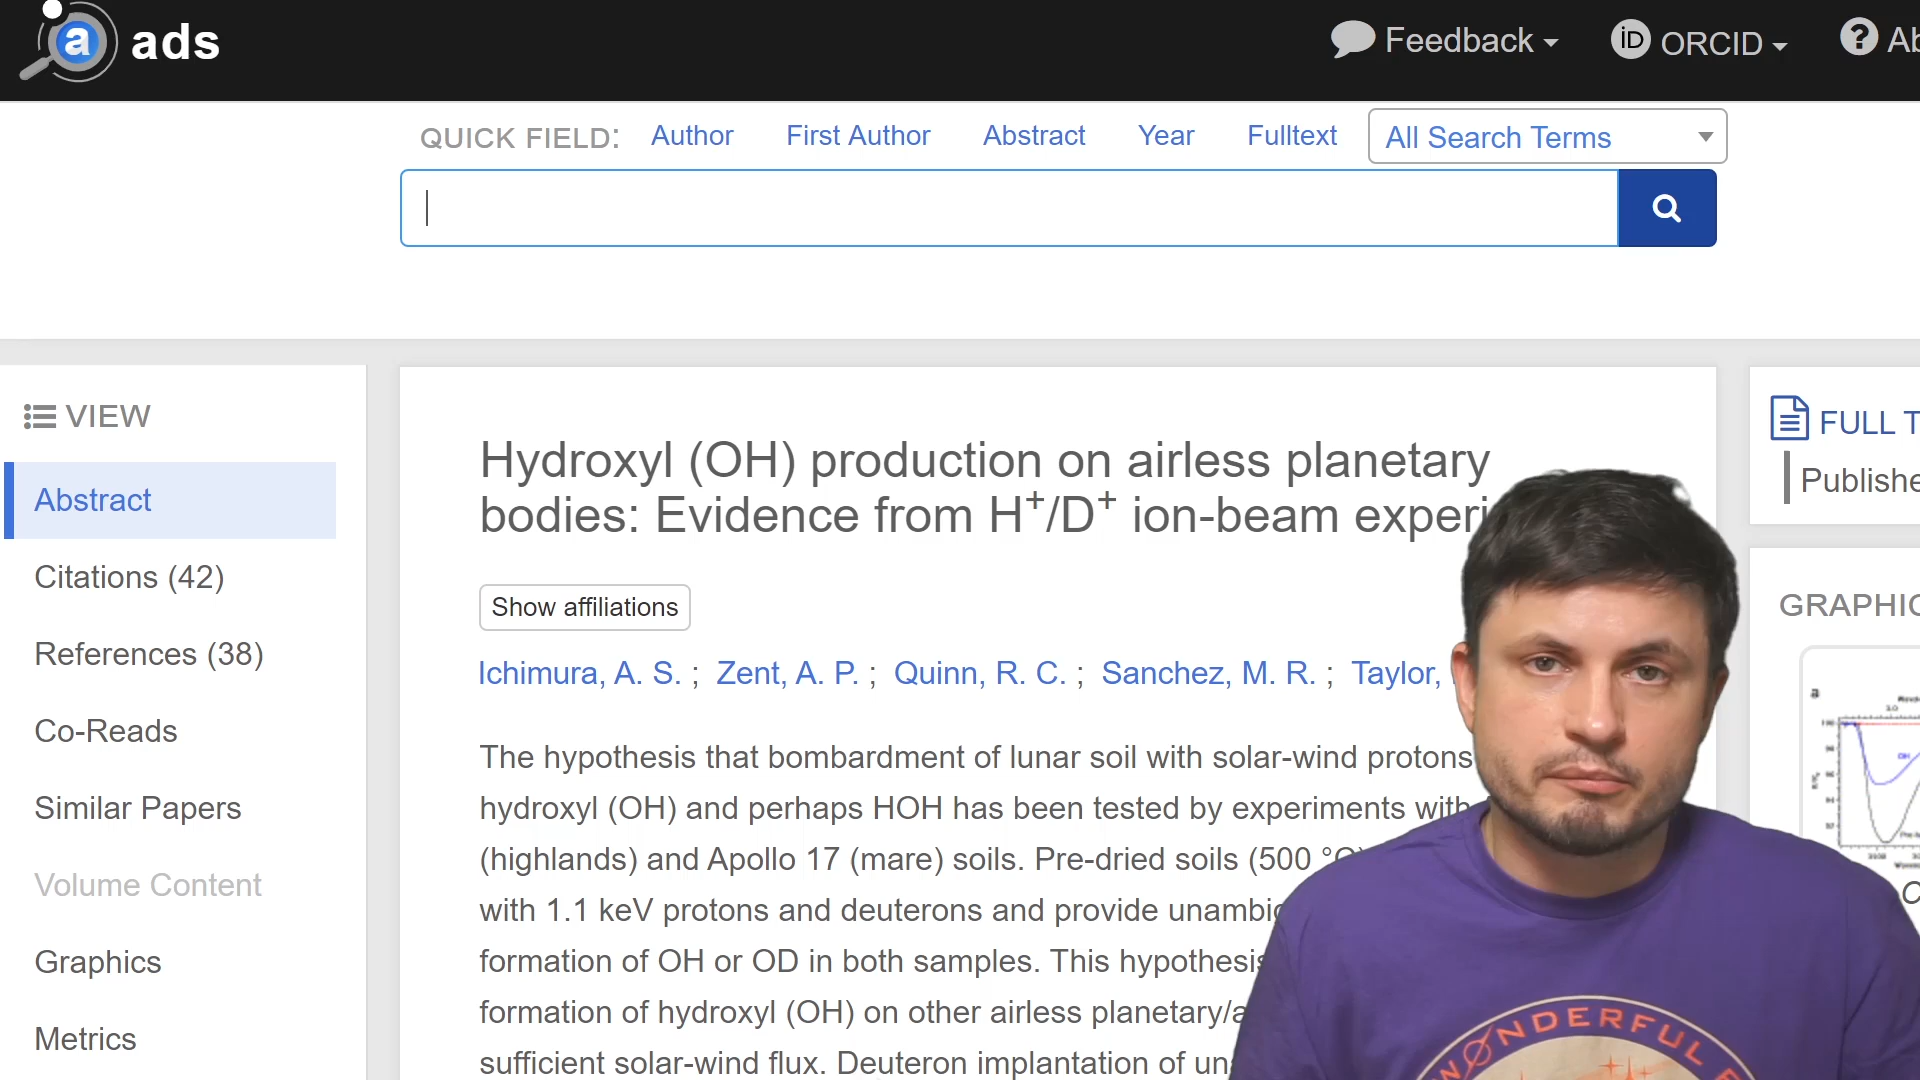 a ads
Feedback
iD ORCID
? Ab
QUICK FIELD: Author First Author Abstract Year Fulltext All Search Terms
VIEW
Abstract
Citations (42)
References (38)
Co-Reads
Similar Papers
Volume Content
Graphics
Metrics
Hydroxyl (OH) production on airless planetary
bodies: Evidence from H⁺/D⁺ ion-beam experi
Show affiliations
Ichimura, A. S. ; Zent, A. P. ; Quinn, R. C. ; Sanchez, M. R. ; Taylor,
The hypothesis that bombardment of lunar soil with solar-wind protons
hydroxyl (OH) and perhaps HOH has been tested by experiments with
(highlands) and Apollo 17 (mare) soils. Pre-dried soils (500 °C)
with 1.1 keV protons and deuterons and provide unambig
formation of OH or OD in both samples. This hypothesis
formation of hydroxyl (OH) on other airless planetary/a
sufficient solar-wind flux. Deuteron implantation of un
FULL T
Publishe
GRAPHIC
a
OH
WONDERFUL